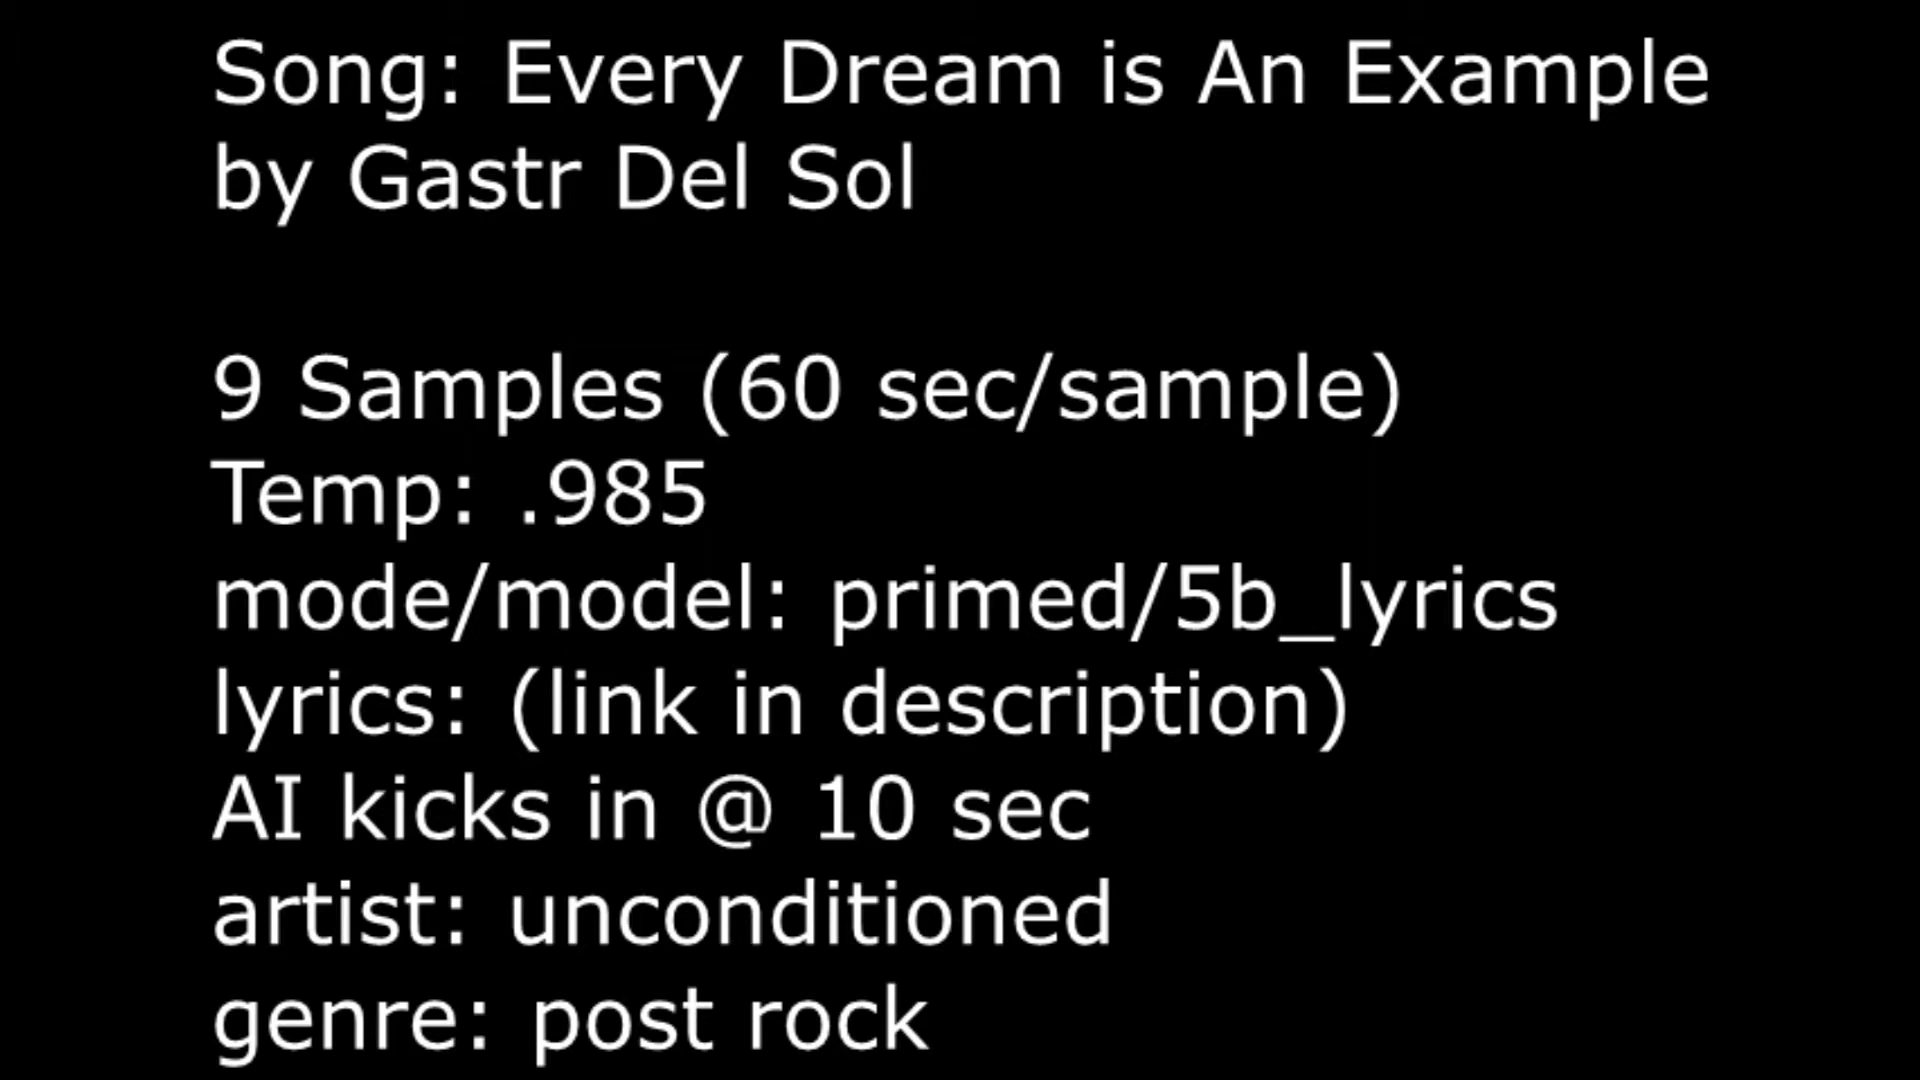 Song: Every Dream is An Example
by Gastr Del Sol
9 Samples (60 sec/sample)
Temp: .985
mode/model: primed/5b_lyrics
lyrics: (link in description)
AI kicks in @ 10 sec
artist: unconditioned
genre: post rock